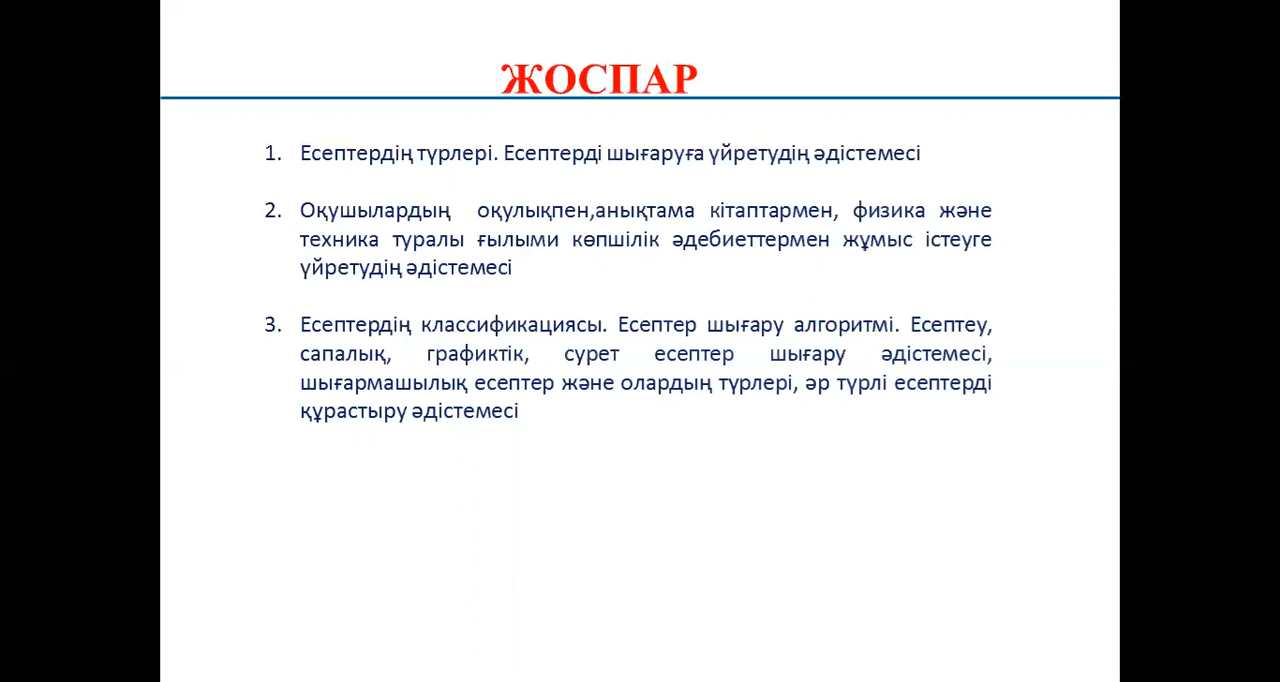 ЖОСПАР
1. Есептердің түрлері. Есептерді шығаруға үйретудің әдістемесі
2. Оқушылардың оқулықпен,анықтама кітаптармен, физика және
техника туралы ғылыми көпшілік әдебиеттермен жұмыс істеуге
үйретудің әдістемесі
3. Есептердің классификациясы. Есептер шығару алгоритмі. Есептеу,
сапалық, графиктік, сурет есептер шығару әдістемесі,
шығармашылық есептер және олардың түрлері, әр түрлі есептерді
құрастыру әдістемесі